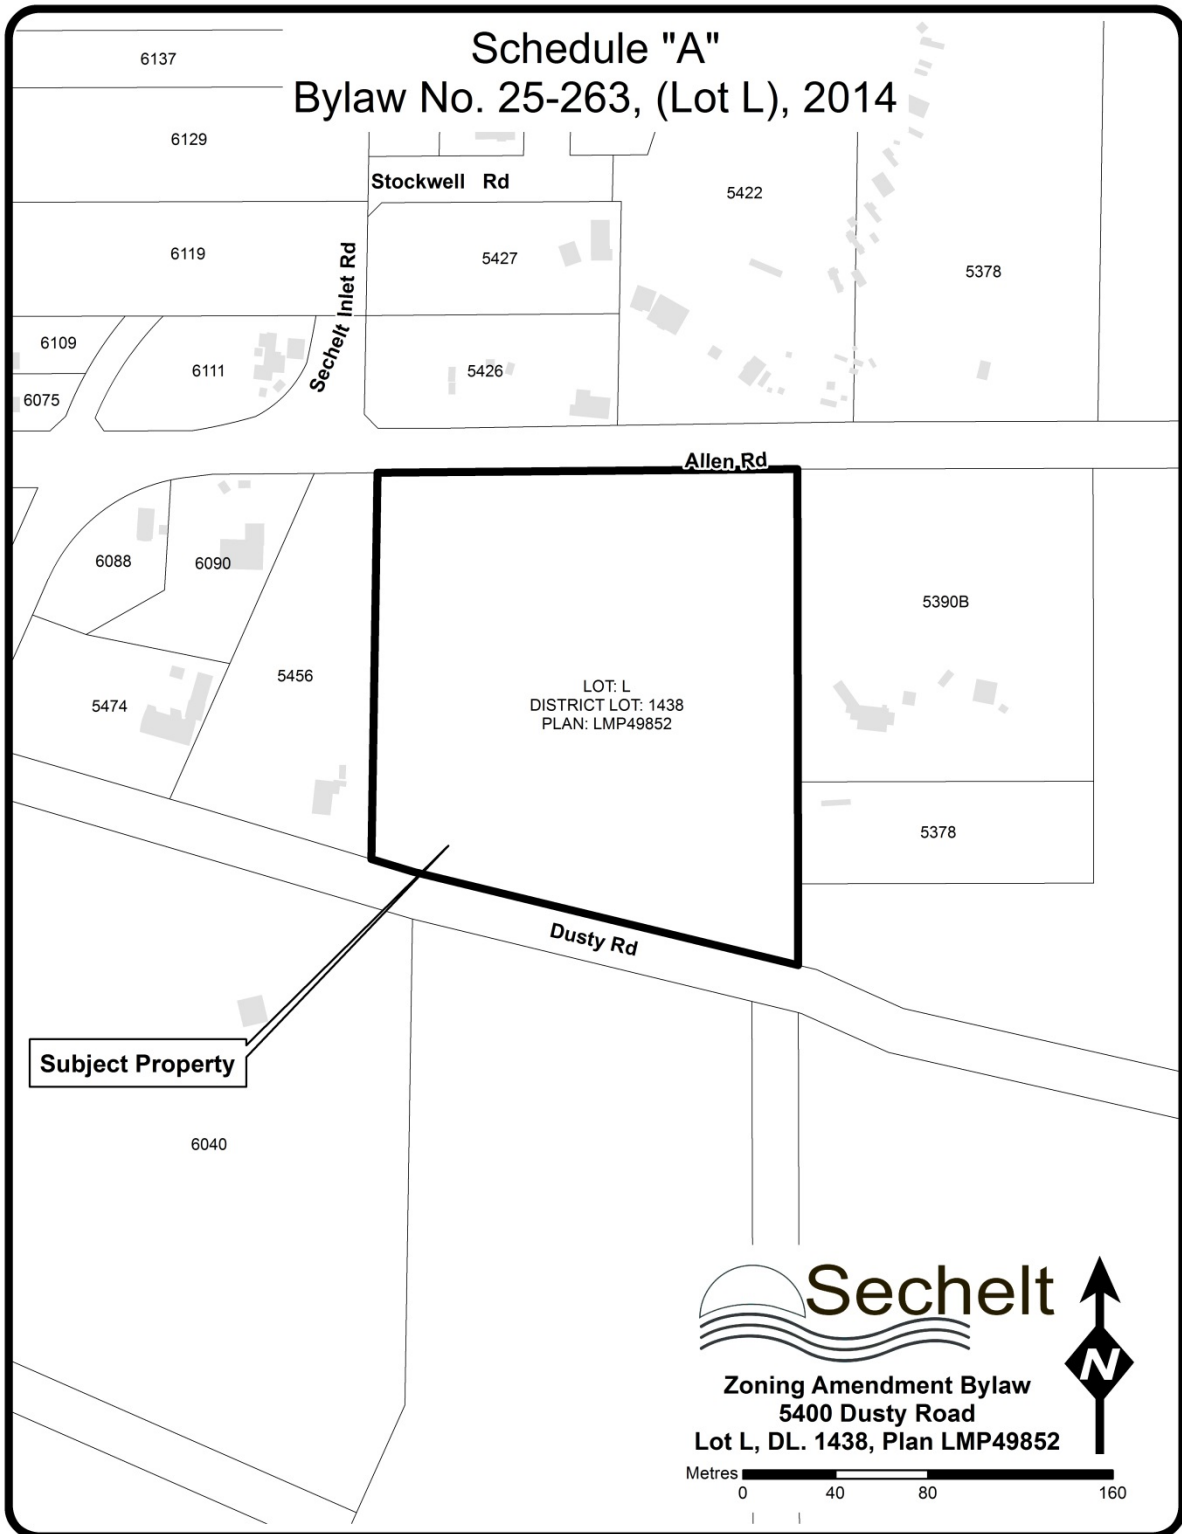 Schedule "A"
Bylaw No. 25-263, (Lot L), 2014
6137
6129
Stockwell Rd
5422
6119
Sechelt Inlet Rd
5427
5378
6109
6111
5426
6075
Allen Rd
6088
6090
5390B
5456
LOT: L
DISTRICT LOT: 1438
PLAN: LMP49852
5474
5378
Dusty Rd
Subject Property
6040
Sechelt
N
Zoning Amendment Bylaw
5400 Dusty Road
Lot L, DL. 1438, Plan LMP49852
Metres
0 40 80 160